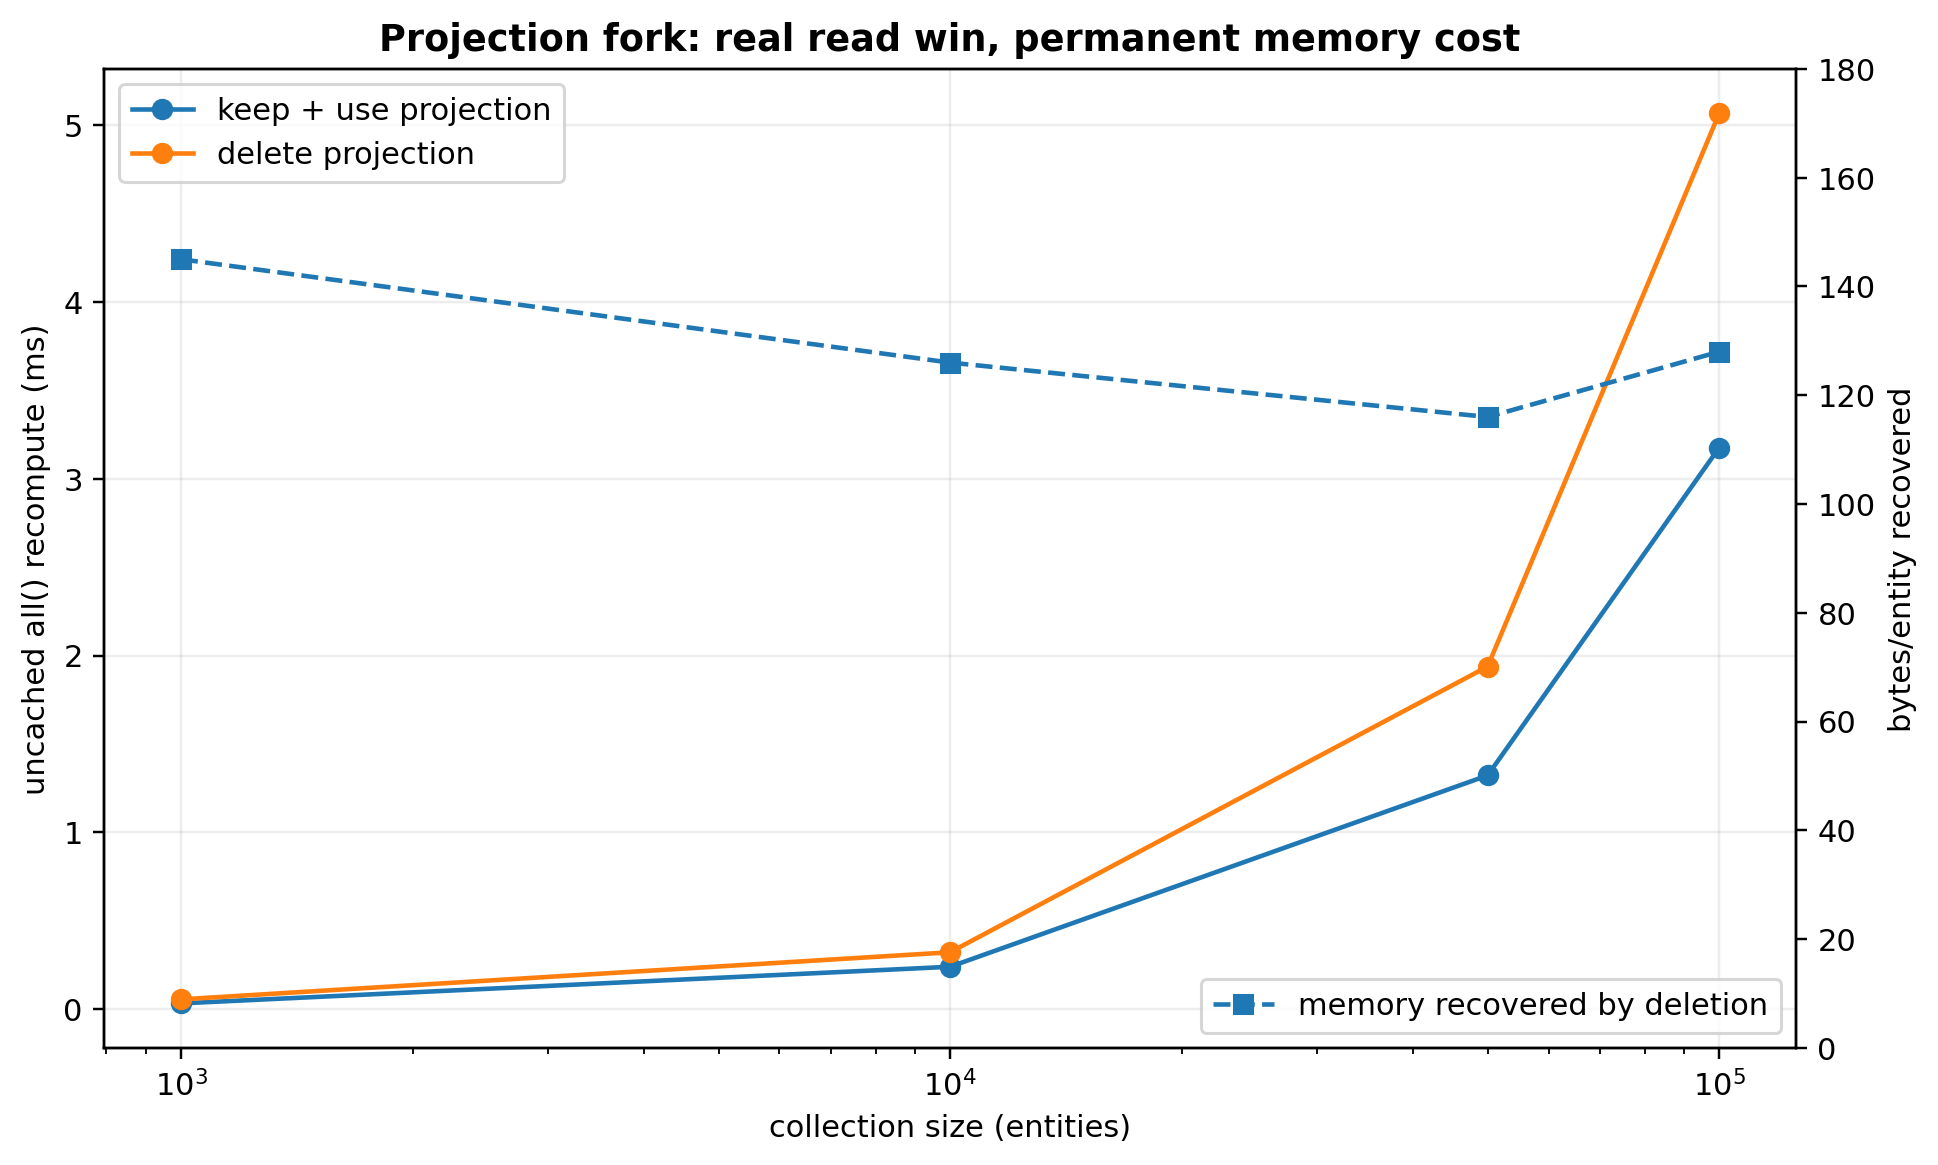 Projection fork: real read win, permanent memory cost
keep + use projection
delete projection
5
4
3
2
1
0
uncached all() recompute (ms)
180
160
140
120
100
80
60
40
20
0
bytes/entity recovered
memory recovered by deletion
10³
10⁴
10⁵
collection size (entities)